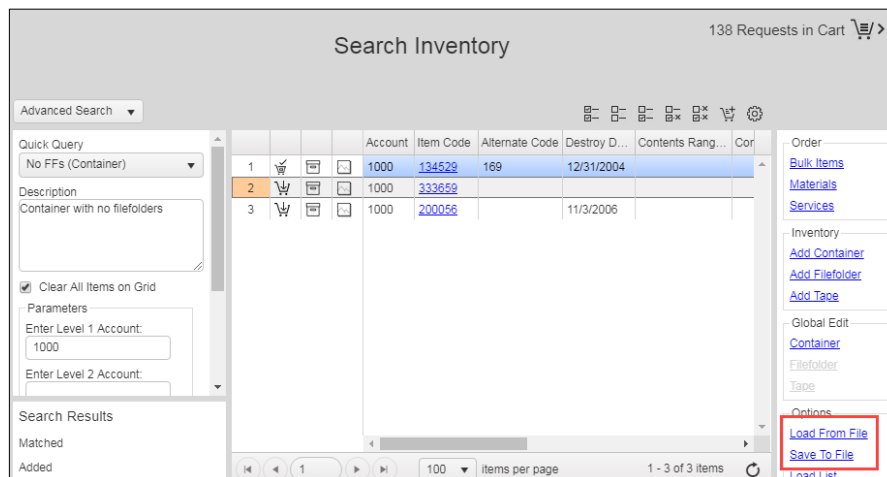 138 Requests in Cart
Search Inventory
Advanced Search
Quick Query
No FFs (Container)
Description
Container with no filefolders
Clear All Items on Grid
Parameters
Enter Level 1 Account:
1000
Enter Level 2 Account:
Search Results
Matched
Added
Account Item Code Alternate Code Destroy D... Contents Rang... Cor
1 1000 134529 169 12/31/2004
2 1000 333659
3 1000 200056 11/3/2006
1 100 items per page 1 - 3 of 3 items
Order
Bulk Items
Materials
Services
Inventory
Add Container
Add Filefolder
Add Tape
Global Edit
Container
Filefolder
Tape
Options
Load From File
Save To File
Load List